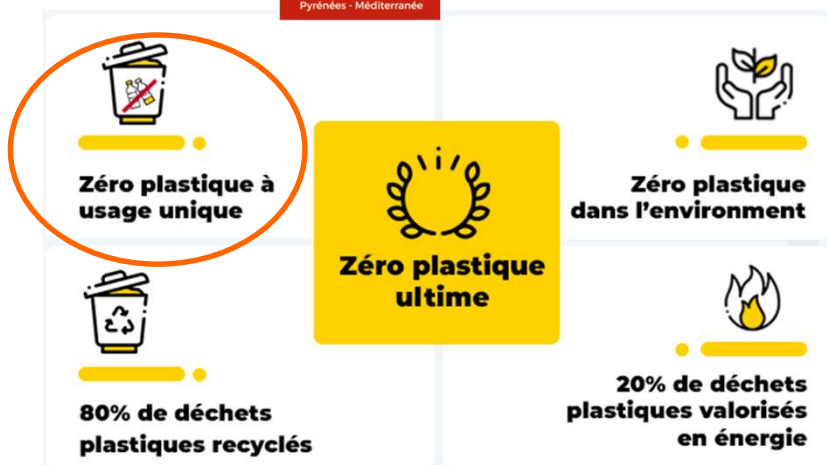 Pyrénées - Méditerranée
Zéro plastique à
usage unique
Zéro plastique
dans l'environment
Zéro plastique
ultime
80% de déchets
plastiques recyclés
20% de déchets
plastiques valorisés
en énergie